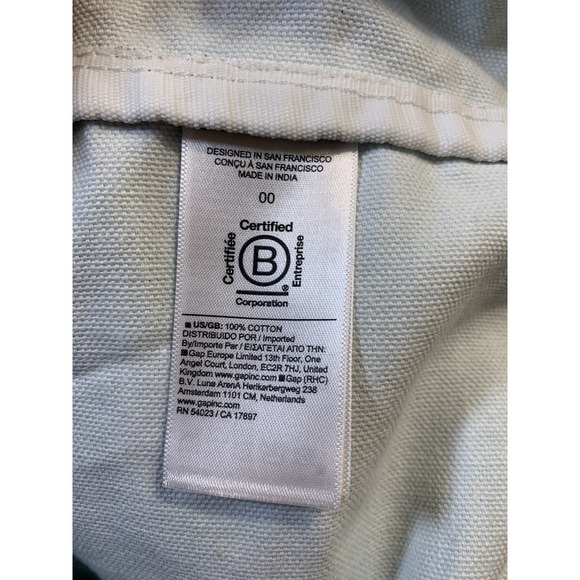 DESIGNED IN SAN FRANCISCO
CONÇU À SAN FRANCISCO
MADE IN INDIA
00
Certified
Certifiée
B
®
Entreprise
Corporation
■ US/GB: 100% COTTON
DISTRIBUIDO POR / Imported
By/Importe Par / ΕΙΣΑΓΕΤΑΙ ΑΠΟ ΤΗΝ:
■ Gap Europe Limited 13th Floor, One
Angel Court, London, EC2R 7HJ, United
Kingdom www.gapinc.com ■ Gap (RHC)
B.V. Luna ArenA Herikerbergweg 238
Amsterdam 1101 CM, Netherlands
www.gapinc.com
RN 54023 / CA 17897